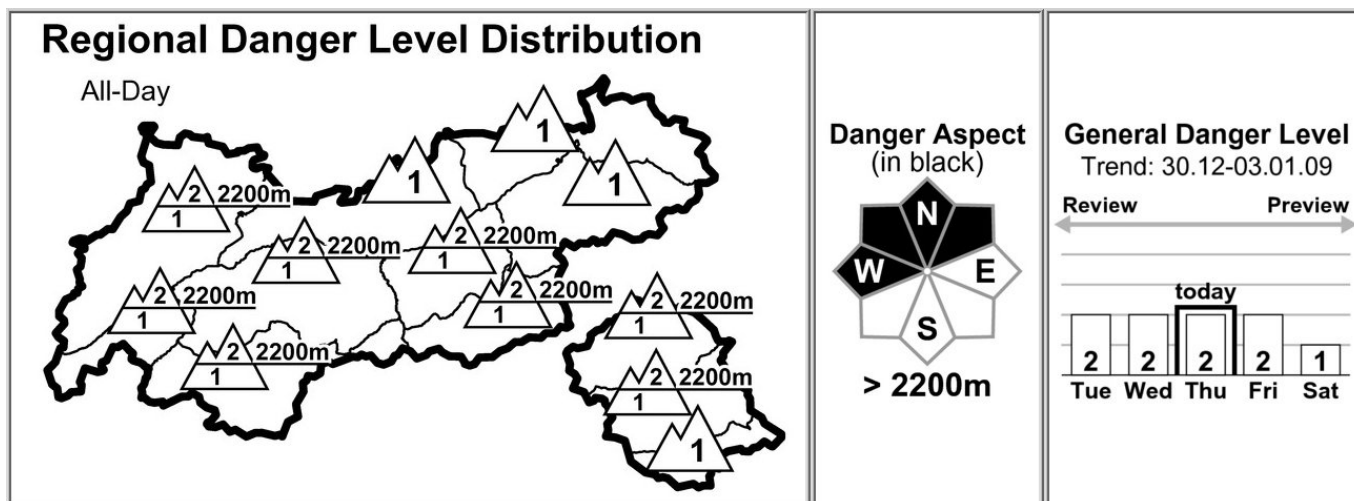 Regional Danger Level Distribution
All-Day
1
1
1
2 2200m
1
2 2200m
1
2 2200m
1
2 2200m
1
2 2200m
1
2 2200m
1
2 2200m
1
2 2200m
1
1
Danger Aspect
(in black)
N
W E
S
> 2200m
General Danger Level
Trend: 30.12-03.01.09
Review Preview
today
2 2 2 2 1
Tue Wed Thu Fri Sat